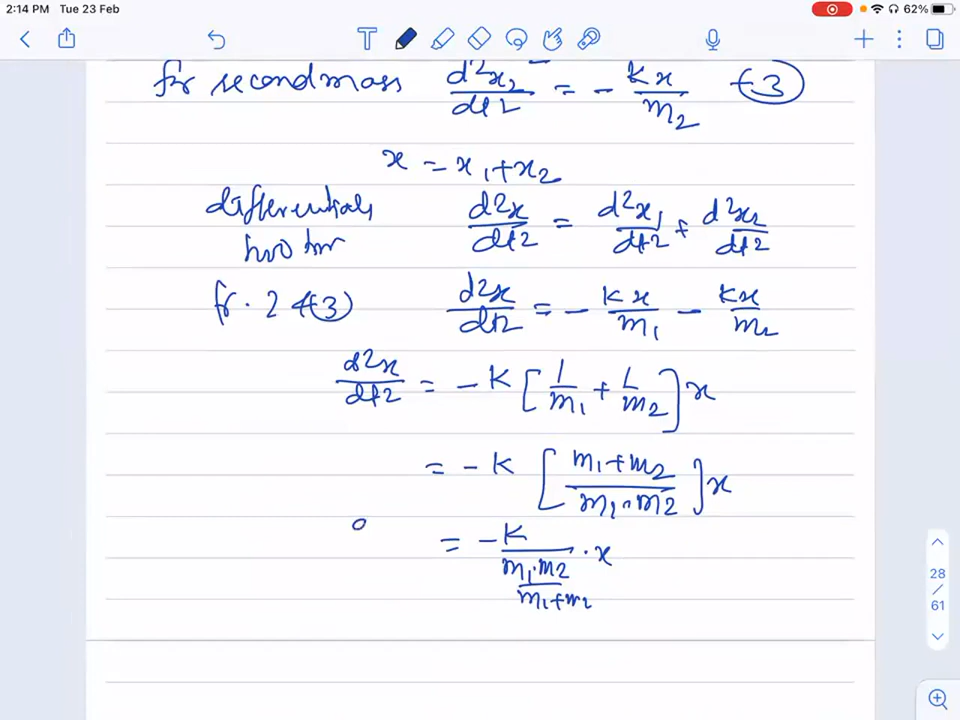 2:14 PM Tue 23 Feb 62%
T
for second mass d²x₂/dt2 = - Kx/m₂ -(3)
x = x₁+x₂
differentials d2x/dt2 = d²x₁/dt2 + d²x₂/dt2
two
fr. 2 &(3) d2x/dt2 = - Kx/m₁ - Kx/m₂
d²x/dt2 = -K [1/m₁ + 1/m₂] x
= -K [m₁+m₂/m₁·m2] x
= -K/(m₁·m2/m₁+m₂) · x
28
/
61